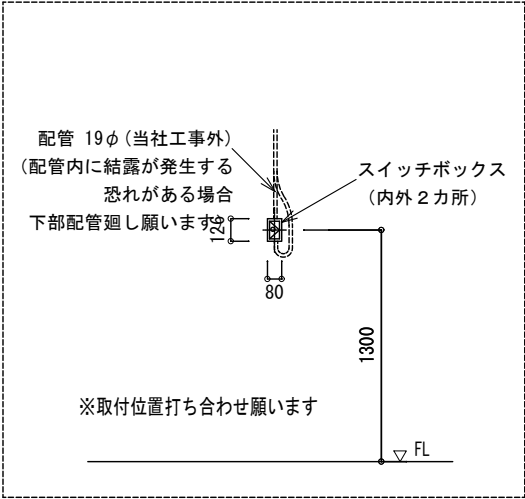 配管 19φ(当社工事外)
(配管内に結露が発生する
恐れがある場合
下部配管廻し願います)
スイッチボックス
(内外２カ所)
120
80
1300
※取付位置打ち合わせ願います
FL